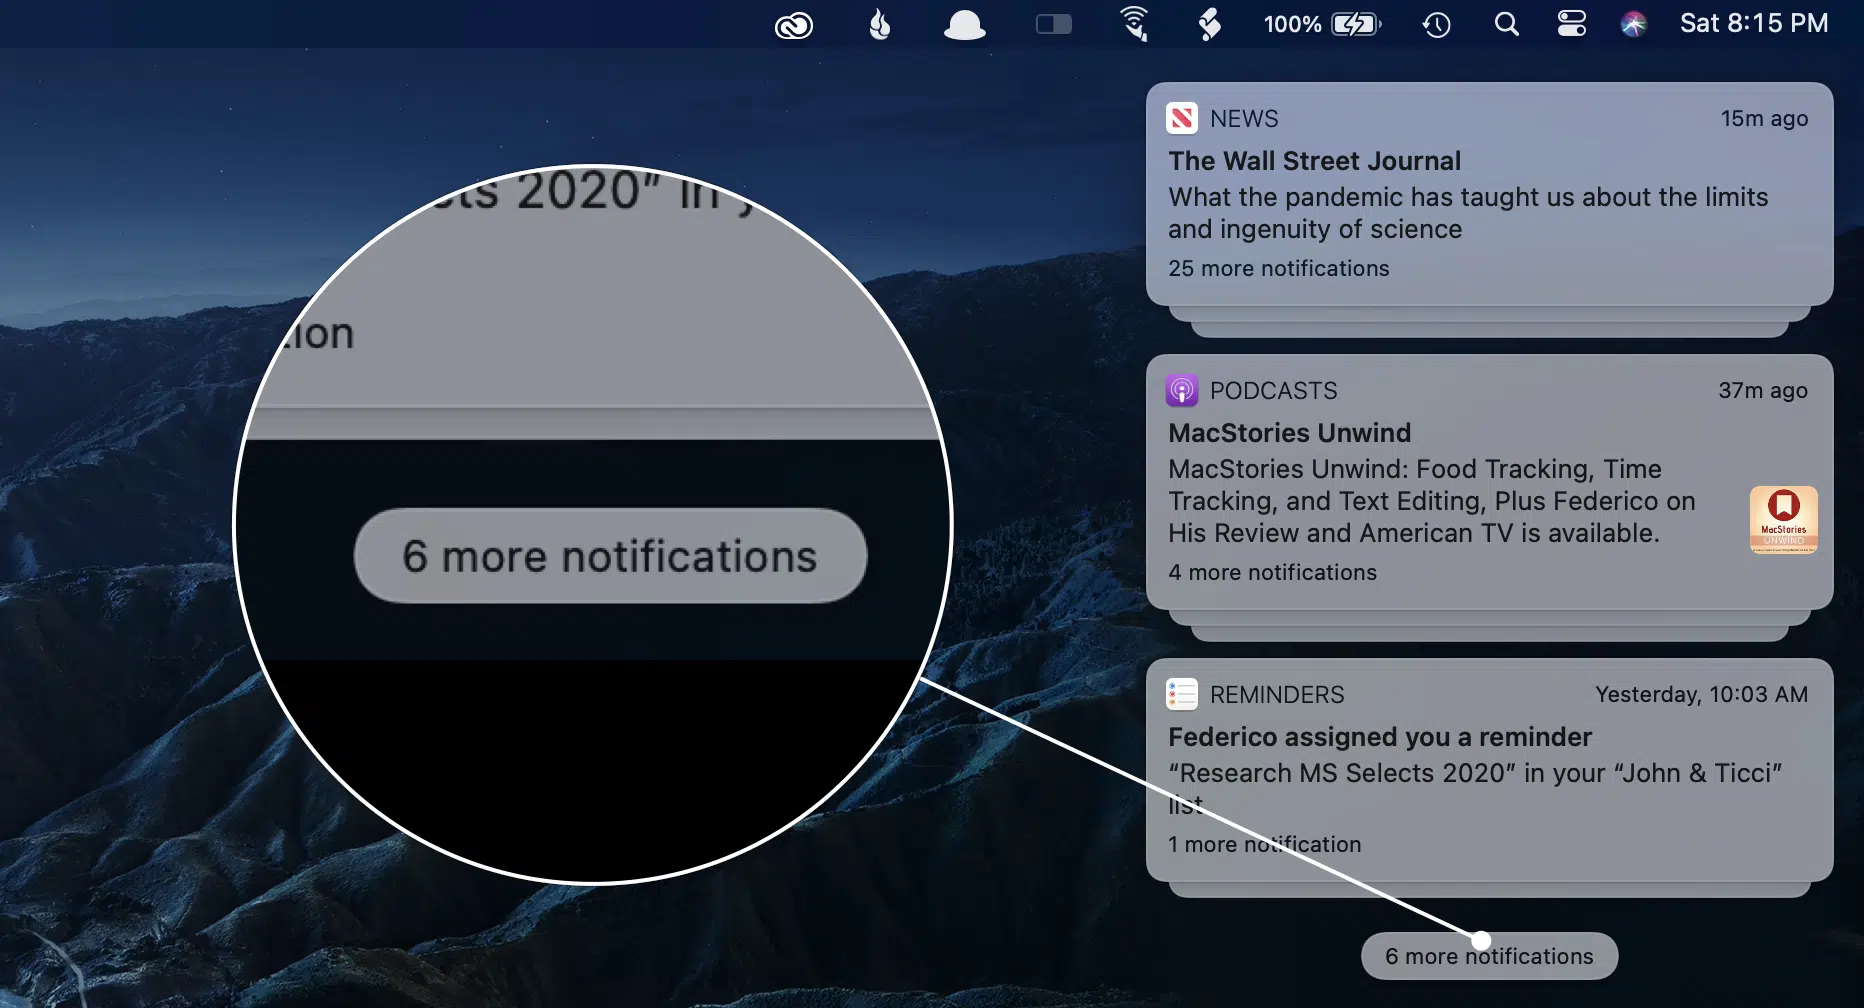 100%
Sat 8:15 PM
NEWS
15m ago
The Wall Street Journal
What the pandemic has taught us about the limits
and ingenuity of science
25 more notifications
PODCASTS
37m ago
MacStories Unwind
MacStories Unwind: Food Tracking, Time
Tracking, and Text Editing, Plus Federico on
His Review and American TV is available.
4 more notifications
MacStories
UNWIND
REMINDERS
Yesterday, 10:03 AM
Federico assigned you a reminder
“Research MS Selects 2020” in your “John & Ticci”
list
1 more notification
6 more notifications
2020” in
6 more notifications